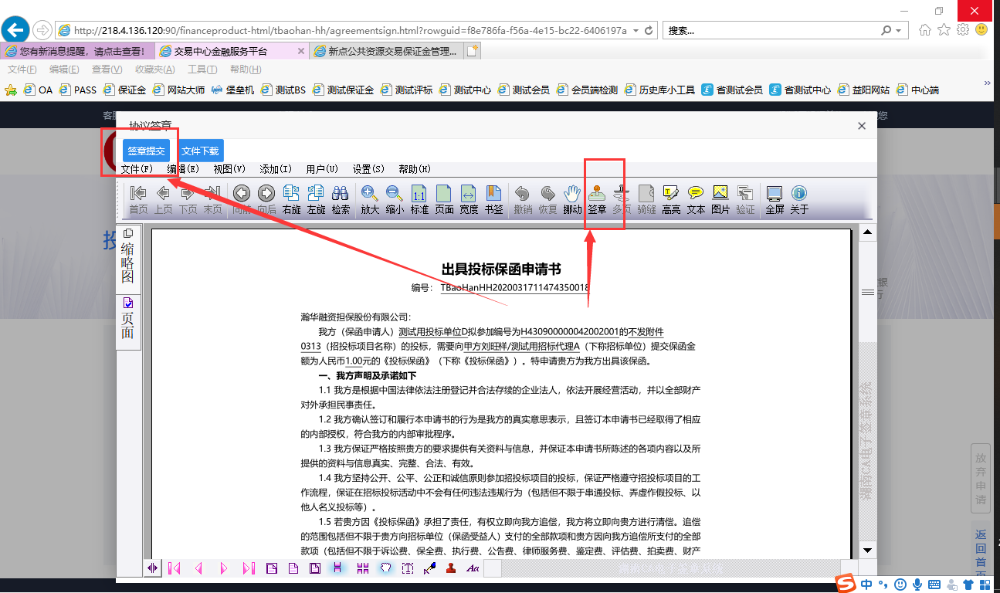 http://218.4.136.120:90/financeproduct-html/tbaohan-hh/agreementsign.html?rowguid=f8e786fa-f56a-4e15-bc22-6406197a
搜索...
您有新消息提醒，请点击查看！
交易中心金融服务平台
新点公共资源交易保证金管理...
文件(F) 编辑(E) 查看(V) 收藏夹(A) 工具(T) 帮助(H)
OA PASS 保证金 网站大师 堡垒机 测试BS 测试保证金 测试评标 测试中心 测试会员 会员端检测 历史库小工具 省测试会员 省测试中心 益阳网站 中心端
客服
您
协议签章
签章提交 文件下载
文件(F) 编辑(E) 视图(V) 添加(I) 用户(U) 设置(S) 帮助(H)
首页 上页 下页 末页 向前 向后 右旋 左旋 检索 放大 缩小 标准 页面 宽度 书签 撤销 恢复 挪动 签章 多页 骑缝 高亮 文本 图片 验证 全屏 关于
缩略图
页面
投
银
行
出具投标保函申请书
编号： TBaoHanHH2020031711474350018
瀚华融资担保股份有限公司：
我方（保函申请人）测试用投标单位D拟参加编号为H430900000042002001的不发附件
0313（招投标项目名称）的投标，需要向甲方刘旺样/测试用招标代理A（下称招标单位）提交保函金
额为人民币1.00元的《投标保函》（下称《投标保函》）。特申请贵方为我方出具该保函。
一、我方声明及承诺如下
1.1 我方是根据中国法律依法注册登记并合法存续的企业法人，依法开展经营活动，并以全部财产
对外承担民事责任。
1.2 我方确认签订和履行本申请书的行为是我方的真实意思表示，且签订本申请书已经取得了相应
的内部授权，符合我方的内部审批程序。
1.3 我方保证严格按照贵方的要求提供有关资料与信息，并保证本申请书所陈述的各项内容以及所
提供的资料与信息真实、完整、合法、有效。
1.4 我方坚持公开、公平、公正和诚信原则参加招投标项目的投标，保证严格遵守招投标项目的工
作流程，保证在招标投标活动中不会有任何违法违规行为（包括但不限于串通投标、弄虚作假投标、以
他人名义投标等）。
1.5 若贵方因《投标保函》承担了责任，有权立即向我方追偿，我方将立即向贵方进行清偿。追偿
的范围包括但不限于贵方向招标单位（保函受益人）支付的全部款项和贵方因向我方追偿所支付的全部
款项（包括但不限于诉讼费、保全费、执行费、公告费、律师服务费、鉴定费、评估费、拍卖费、财产
湖南CA电子签章系统
放弃申请
返回首页
Aa
中